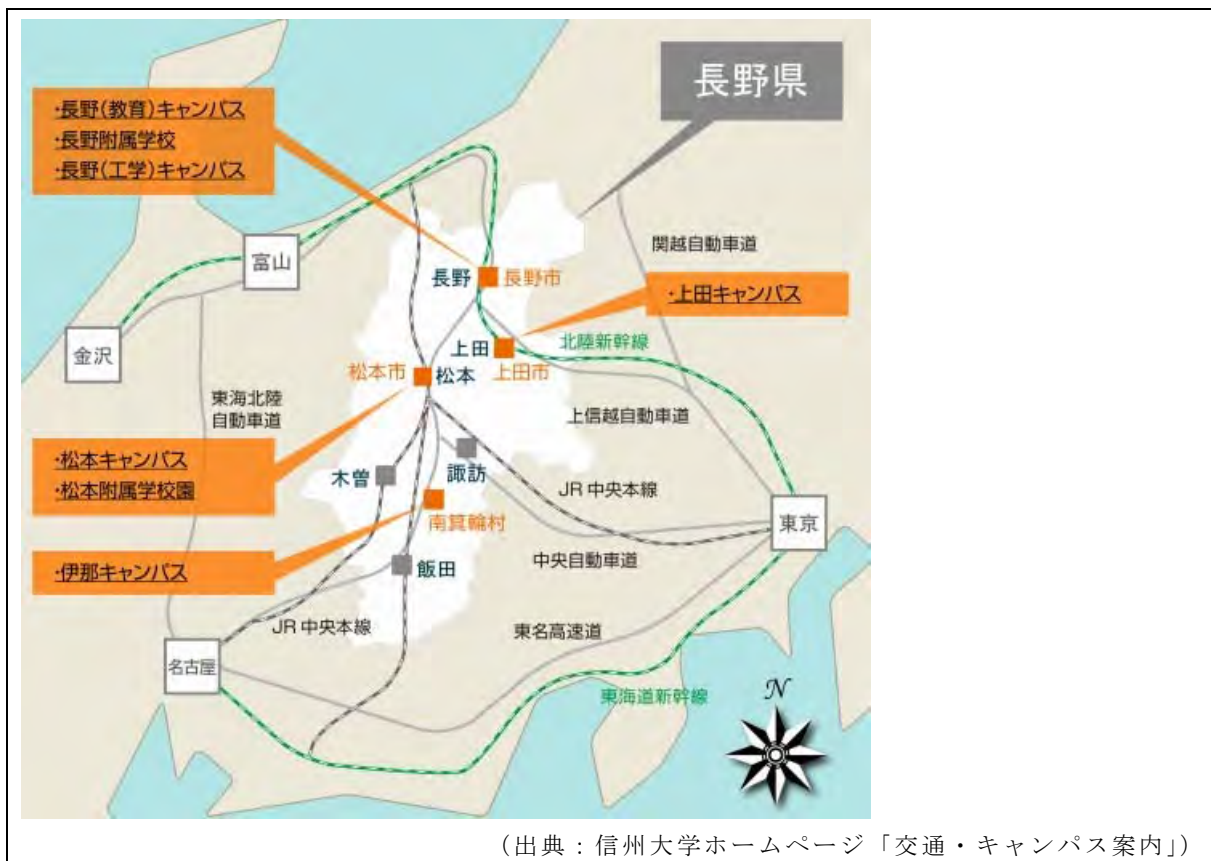 長野県
・長野(教育)キャンパス
・長野附属学校
・長野(工学)キャンパス
関越自動車道
富山
長野
長野市
・上田キャンパス
金沢
上田
上田市
北陸新幹線
松本市
松本
東海北陸
自動車道
上信越自動車道
・松本キャンパス
・松本附属学校園
木曽
諏訪
JR中央本線
南箕輪村
東京
・伊那キャンパス
飯田
中央自動車道
JR中央本線
東名高速道
名古屋
東海道新幹線
N
(出典:信州大学ホームページ「交通・キャンパス案内」)